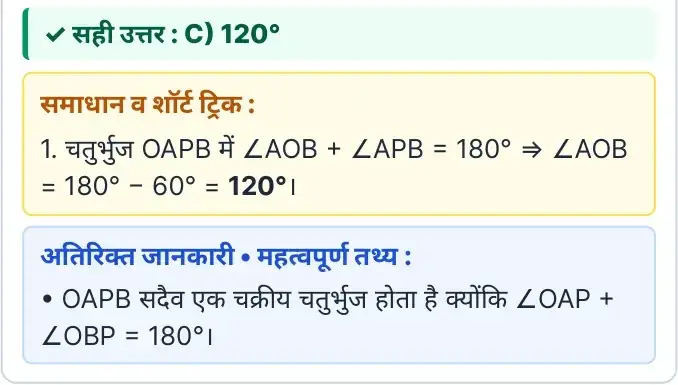 ✓ सही उत्तर : C) 120°
समाधान व शॉर्ट ट्रिक :
1. चतुर्भुज OAPB में ∠AOB + ∠APB = 180° ⇒ ∠AOB
= 180° − 60° = 120°।
अतिरिक्त जानकारी • महत्वपूर्ण तथ्य :
• OAPB सदैव एक चक्रीय चतुर्भुज होता है क्योंकि ∠OAP +
∠OBP = 180°।